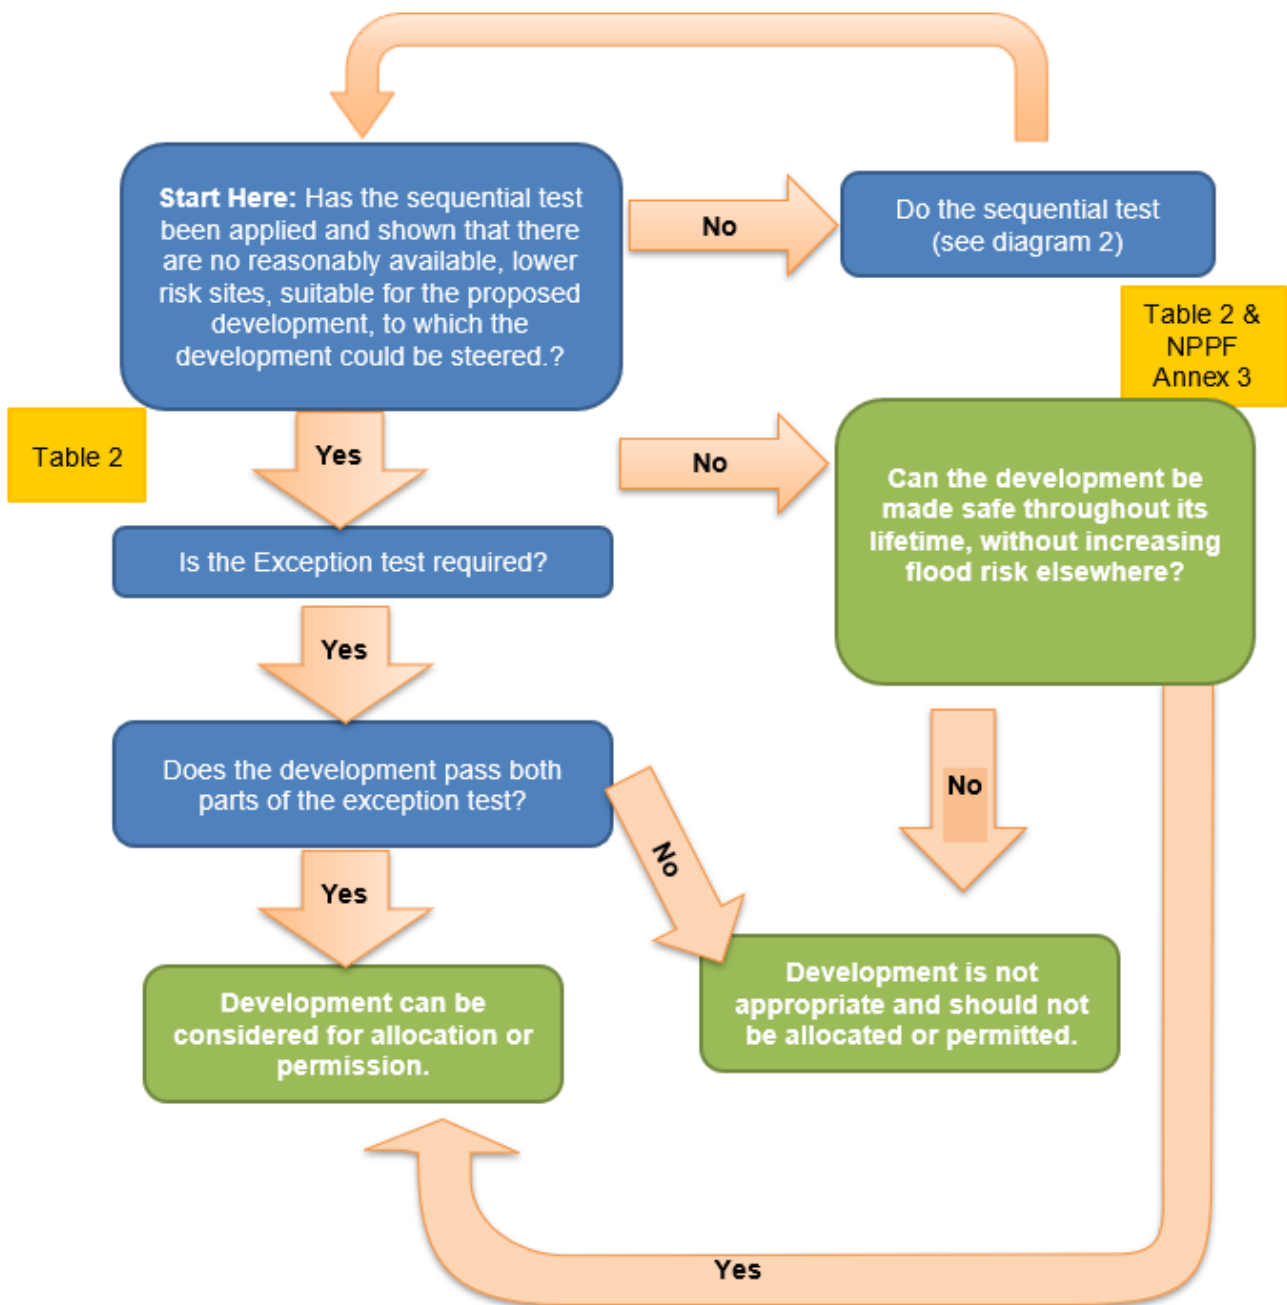 Start Here: Has the sequential test
been applied and shown that there
are no reasonably available, lower
risk sites, suitable for the proposed
development, to which the
development could be steered.?
No
Do the sequential test
(see diagram 2)
Table 2 &
NPPF
Annex 3
Table 2
Yes
No
Can the development be
made safe throughout its
lifetime, without increasing
flood risk elsewhere?
Is the Exception test required?
Yes
Does the development pass both
parts of the exception test?
No
No
Yes
Development can be
considered for allocation or
permission.
Development is not
appropriate and should not
be allocated or permitted.
Yes